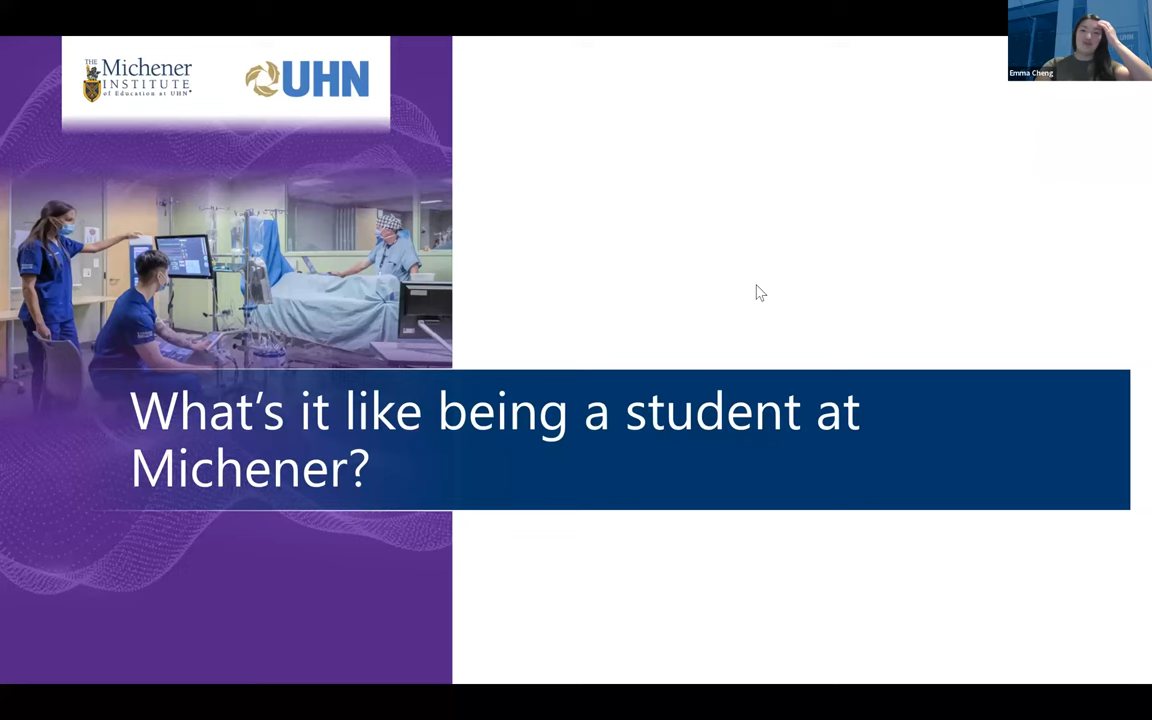 THE
Michener
INSTITUTE
of Education at UHN
UHN
Emma Cheng
What's it like being a student at
Michener?